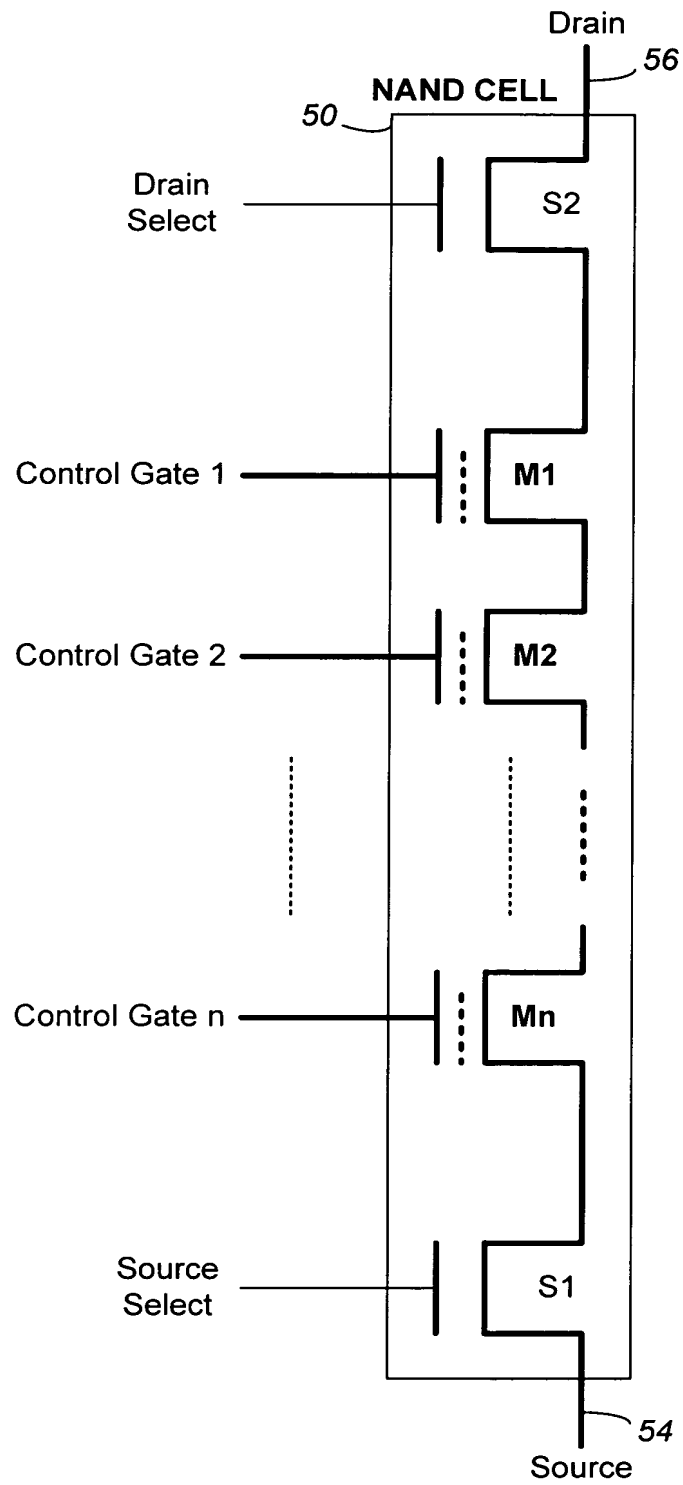 Drain
56
NAND CELL
50
Drain
Select
S2
Control Gate 1
M1
Control Gate 2
M2
Control Gate n
Mn
Source
Select
S1
54
Source